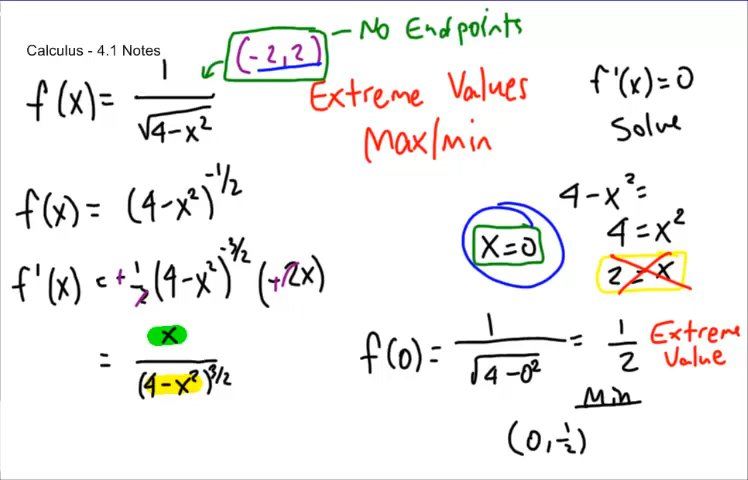 Calculus - 4.1 Notes
(-2, 2) - No Endpoints
f(x) = 1/√(4-x²)
Extreme Values
Max/min
f'(x) = 0
Solve
f(x) = (4-x²)^(-1/2)
4-x² =
4 = x²
2 = x
x=0
f'(x) = +1/2(4-x²)^(-3/2) (+2x)
= x/(4-x²)^(3/2)
f(0) = 1/√(4-0²) = 1/2 Extreme Value
Min
(0, 1/2)